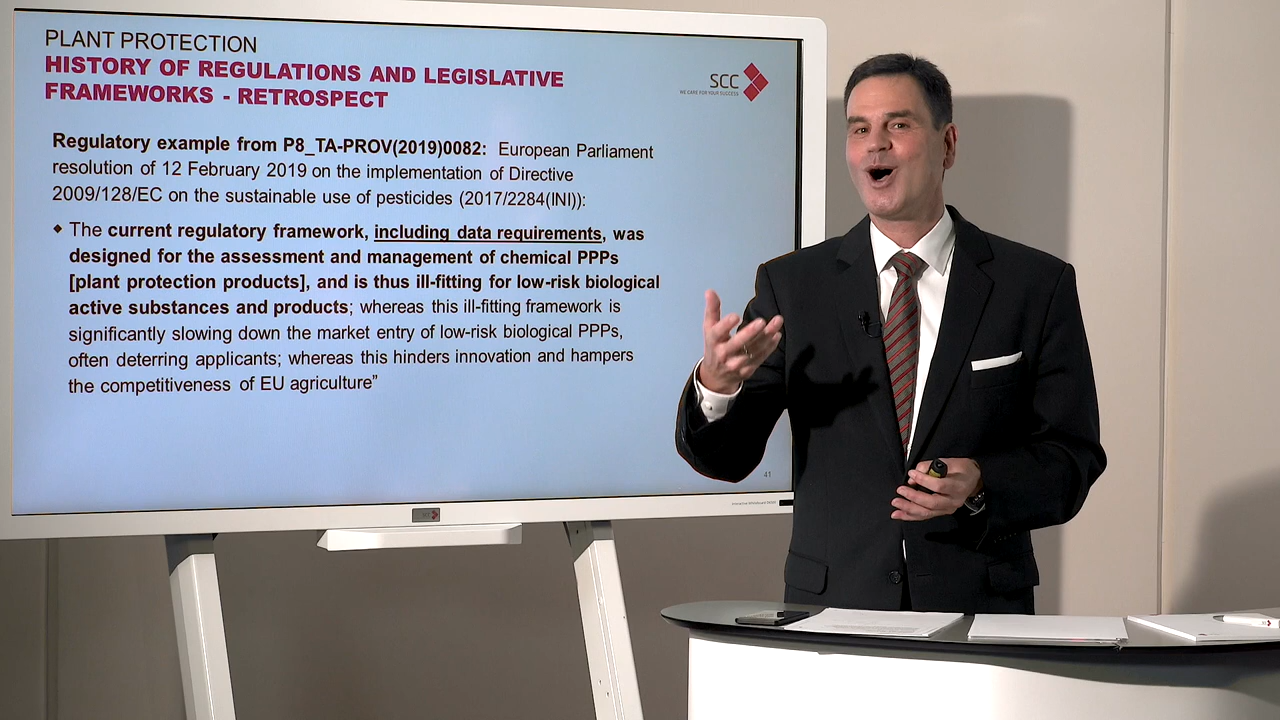 PLANT PROTECTION
HISTORY OF REGULATIONS AND LEGISLATIVE
FRAMEWORKS - RETROSPECT
SCC
WE CARE FOR YOUR SUCCESS
Regulatory example from P8_TA-PROV(2019)0082: European Parliament
resolution of 12 February 2019 on the implementation of Directive
2009/128/EC on the sustainable use of pesticides (2017/2284(INI)):
The current regulatory framework, including data requirements, was
designed for the assessment and management of chemical PPPs
[plant protection products], and is thus ill-fitting for low-risk biological
active substances and products; whereas this ill-fitting framework is
significantly slowing down the market entry of low-risk biological PPPs,
often deterring applicants; whereas this hinders innovation and hampers
the competitiveness of EU agriculture”
41